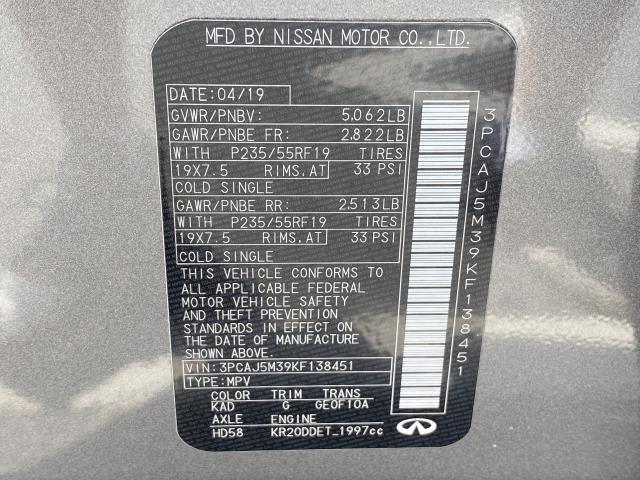 MFD BY NISSAN MOTOR CO.,LTD.
DATE: 04/19
GVWR/PNBV: 5,062LB
GAWR/PNBE FR: 2,822LB
WITH P235/55RF19 TIRES
19X7.5 RIMS.AT 33 PSI
COLD SINGLE
GAWR/PNBE RR: 2,513LB
WITH P235/55RF19 TIRES
19X7.5 RIMS.AT 33 PSI
COLD SINGLE
THIS VEHICLE CONFORMS TO
ALL APPLICABLE FEDERAL
MOTOR VEHICLE SAFETY
AND THEFT PREVENTION
STANDARDS IN EFFECT ON
THE DATE OF MANUFACTURE
SHOWN ABOVE.
VIN: 3PCAJ5M39KF138451
TYPE: MPV
COLOR TRIM TRANS
KAD G GE0F10A
AXLE ENGINE
HD58 KR20DDET_1997cc
3PCAJ5M39KF138451